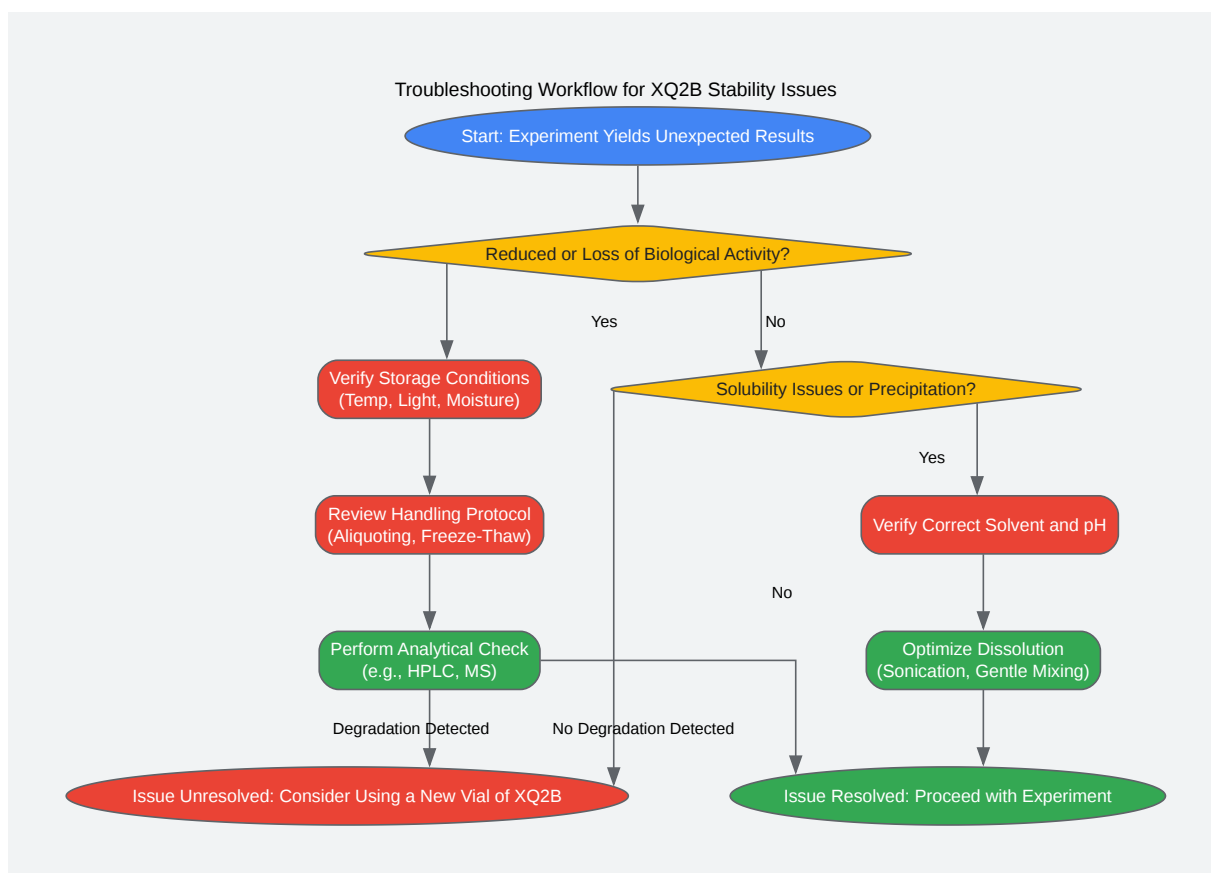 Troubleshooting Workflow for XQ2B Stability Issues
Start: Experiment Yields Unexpected Results
Reduced or Loss of Biological Activity?
Yes
No
Verify Storage Conditions
(Temp, Light, Moisture)
Solubility Issues or Precipitation?
Yes
Review Handling Protocol
(Aliquoting, Freeze-Thaw)
Verify Correct Solvent and pH
No
Perform Analytical Check
(e.g., HPLC, MS)
Optimize Dissolution
(Sonication, Gentle Mixing)
Degradation Detected
No Degradation Detected
Issue Unresolved: Consider Using a New Vial of XQ2B
Issue Resolved: Proceed with Experiment